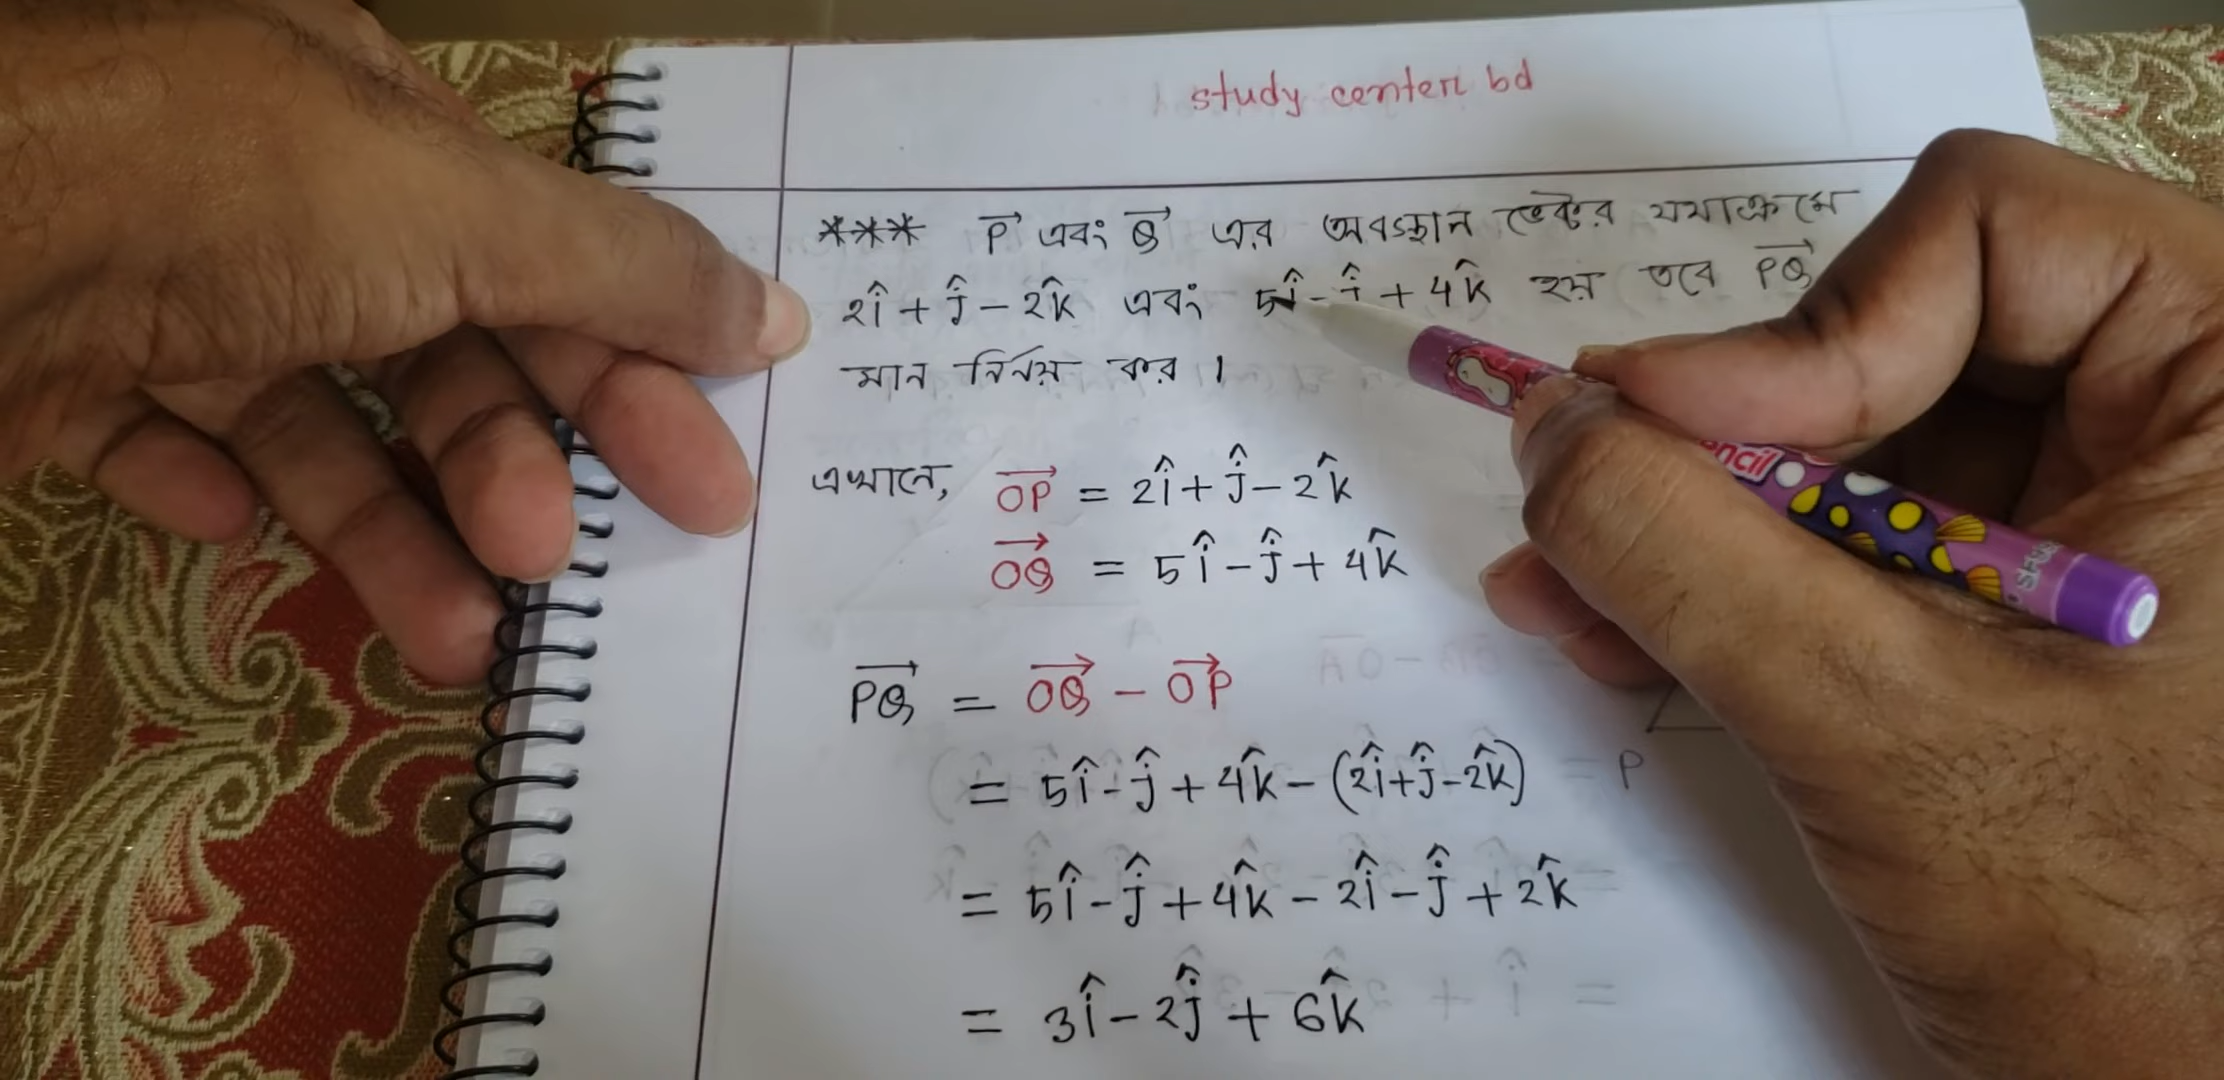 study center bd
*** P⃗ এবং Q⃗ এর অবস্থান ভেক্টর যথাক্রমে
2î + ĵ - 2k̂ এবং 5î - ĵ + 4k̂ হয় তবে PQ⃗
মান নির্নয় কর ।
এখানে, OP⃗ = 2î + ĵ - 2k̂
OQ⃗ = 5î - ĵ + 4k̂
PQ⃗ = OQ⃗ - OP⃗
= 5î - ĵ + 4k̂ - (2î + ĵ - 2k̂)
= 5î - ĵ + 4k̂ - 2î - ĵ + 2k̂
= 3î - 2ĵ + 6k̂